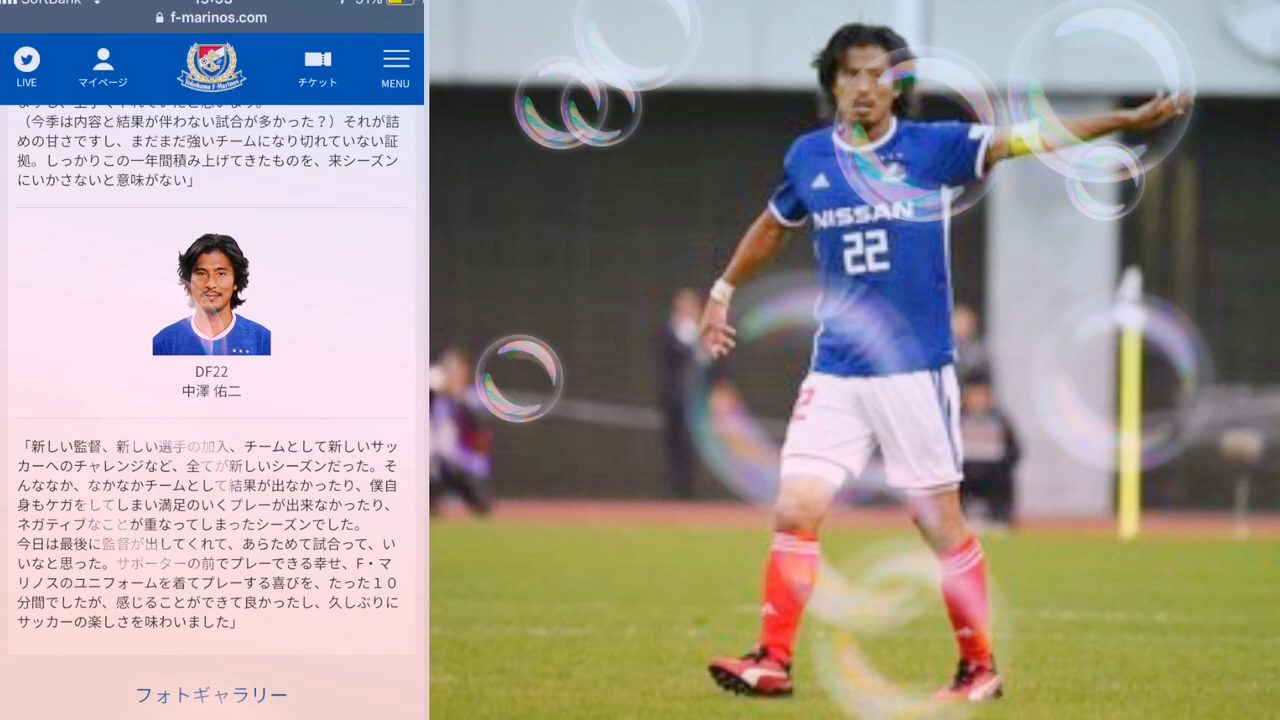 SoftBank
f-marinos.com
LIVE
マイページ
チケット
MENU
（今季は内容と結果が伴わない試合が多かった？）それが詰
めの甘さですし、まだまだ強いチームになり切れていない証
拠。しっかりこの一年間積み上げてきたものを、来シーズン
にいかさないと意味がない」
DF22
中澤 佑二
「新しい監督、新しい選手の加入、チームとして新しいサッ
カーへのチャレンジなど、全てが新しいシーズンだった。そ
んななか、なかなかチームとして結果が出なかったり、僕自
身もケガをしてしまい満足のいくプレーが出来なかったり、
ネガティブなことが重なってしまったシーズンでした。
今日は最後に監督が出してくれて、あらためて試合って、い
いなと思った。サポーターの前でプレーできる幸せ、F・マ
リノスのユニフォームを着てプレーする喜びを、たった１０
分間でしたが、感じることができて良かったし、久しぶりに
サッカーの楽しさを味わいました」
フォトギャラリー
NISSAN
22
2